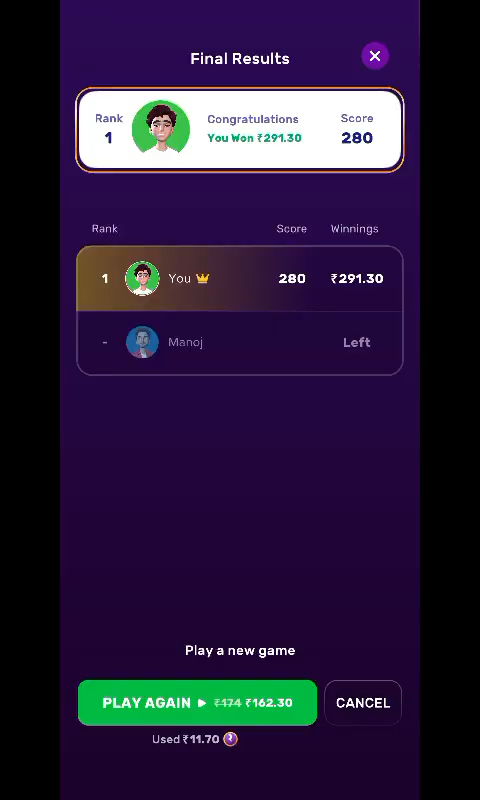 Final Results
Rank
1
Congratulations
You Won ₹291.30
Score
280
Rank Score Winnings
1 You 280 ₹291.30
- Manoj Left
Play a new game
PLAY AGAIN ₹174 ₹162.30
CANCEL
Used ₹11.70